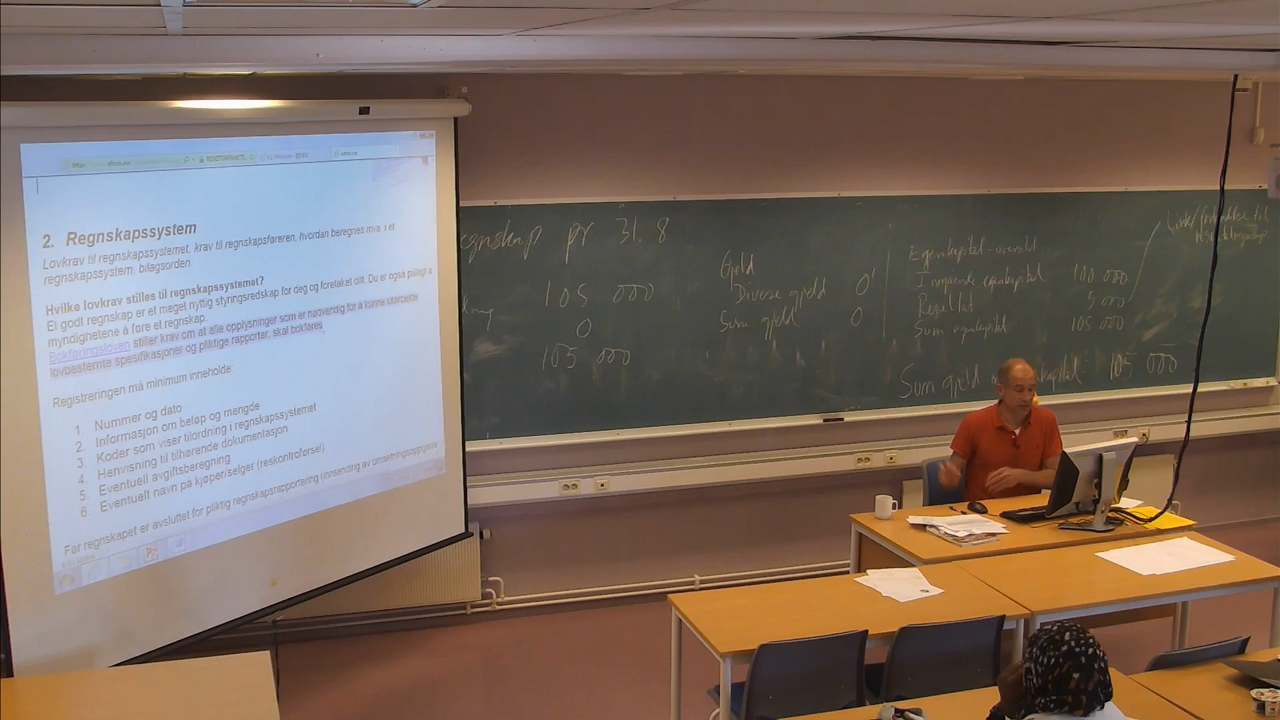 2. Regnskapssystem
Lovkrav til regnskapssystemet, krav til regnskapsføreren, hvordan beregnes mva. i et
regnskapssystem, bilagsorden.
Hvilke lovkrav stilles til regnskapssystemet?
Et godt regnskap er et meget nyttig styringsredskap for deg og foretaket ditt. Du er også pålagt av
myndighetene å føre et regnskap.
Bokføringsloven stiller krav om at alle opplysninger som er nødvendig for å kunne utarbeide
lovbestemte spesifikasjoner og pliktige rapporter, skal bokføres.
Registreringen må minimum inneholde:
1. Nummer og dato
2. Informasjon om beløp og mengde
3. Koder som viser tilordning i regnskapssystemet
4. Henvisning til tilhørende dokumentasjon
5. Eventuell avgiftsberegning
6. Eventuelt navn på kjøper/selger (reskontroførsel)
Før regnskapet er avsluttet for pliktig regnskapsrapportering (innsending av omsetningsoppgaver
pr 31.8
105 000
0
105 000
Gjeld
Diverse gjeld 0
Sum gjeld 0
Egenkapital
Inngående egenkapital 100 000
Resultat 5 000
Sum egenkapital 105 000
Sum gjeld 105 000